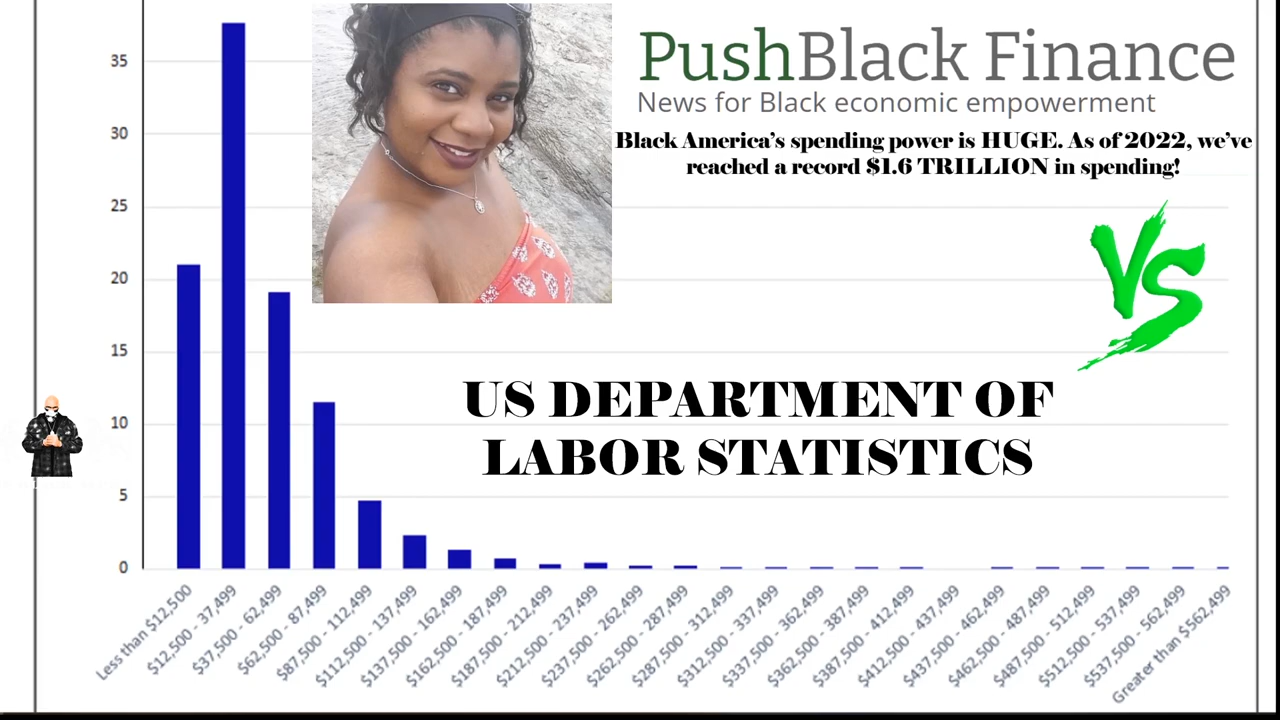 PushBlack Finance
News for Black economic empowerment
Black America's spending power is HUGE. As of 2022, we've
reached a record $1.6 TRILLION in spending!
VS
US DEPARTMENT OF
LABOR STATISTICS
35
30
25
20
15
10
5
0
Less than $12,500
$12,500 - 37,499
$37,500 - 62,499
$62,500 - 87,499
$87,500 - 112,499
$112,500 - 137,499
$137,500 - 162,499
$162,500 - 187,499
$187,500 - 212,499
$212,500 - 237,499
$237,500 - 262,499
$262,500 - 287,499
$287,500 - 312,499
$312,500 - 337,499
$337,500 - 362,499
$362,500 - 387,499
$387,500 - 412,499
$412,500 - 437,499
$437,500 - 462,499
$462,500 - 487,499
$487,500 - 512,499
$512,500 - 537,499
$537,500 - 562,499
Greater than $562,499